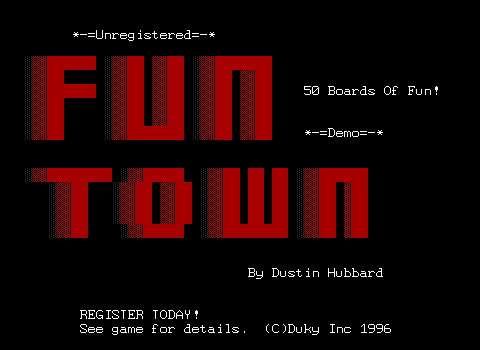 *-=Unregistered=-*
FUN
50 Boards Of Fun!
*-=Demo=-*
TOWN
By Dustin Hubbard
REGISTER TODAY!
See game for details.  (C)Duky Inc 1996